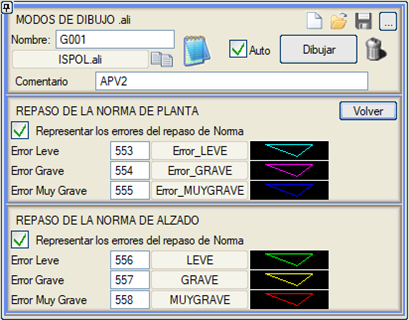 MODOS DE DIBUJO .ali
...
Nombre: G001
ISPOL.ali
Auto
Dibujar
Comentario APV2
REPASO DE LA NORMA DE PLANTA Volver
Representar los errores del repaso de Norma
Error Leve 553 Error_LEVE
Error Grave 554 Error_GRAVE
Error Muy Grave 555 Error_MUYGRAVE
REPASO DE LA NORMA DE ALZADO
Representar los errores del repaso de Norma
Error Leve 556 LEVE
Error Grave 557 GRAVE
Error Muy Grave 558 MUYGRAVE